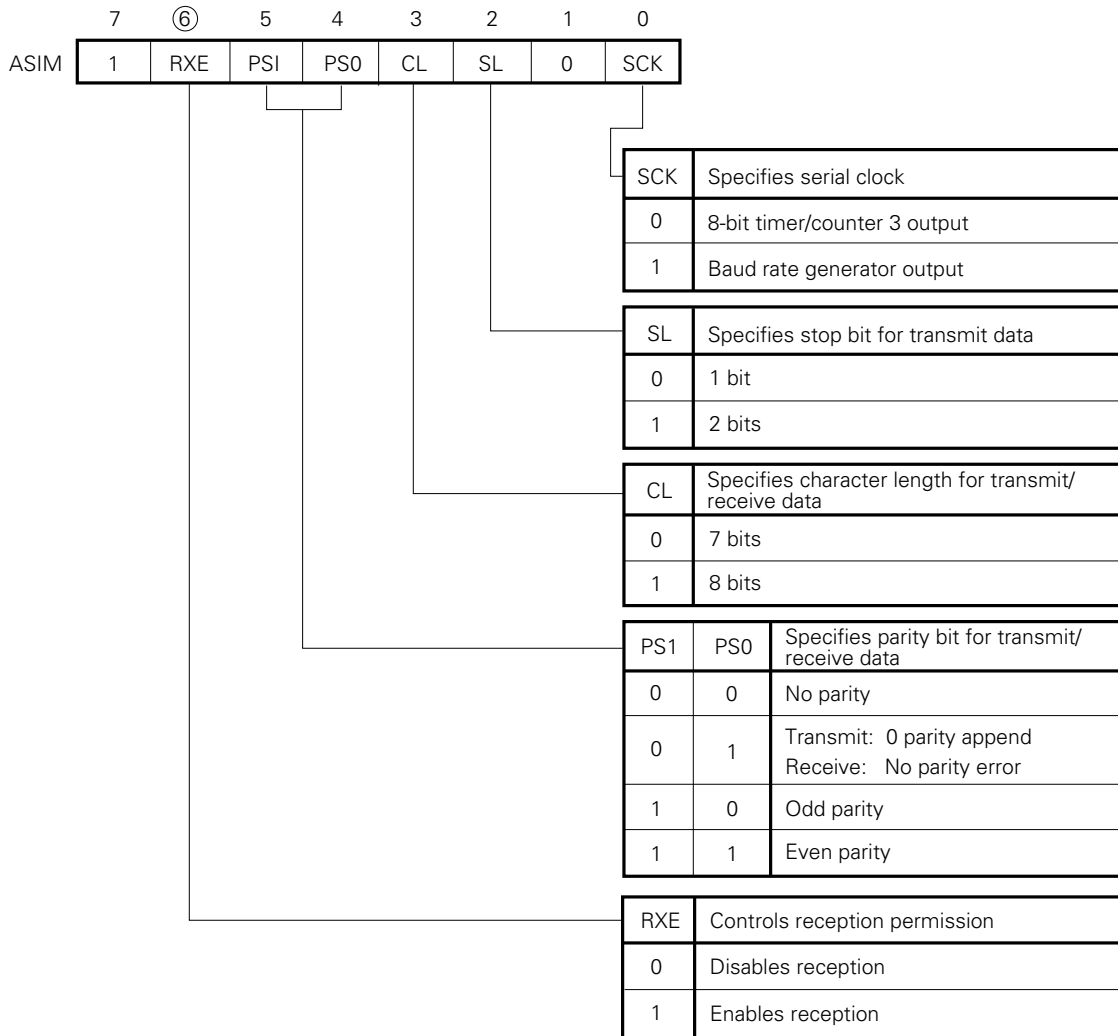 7 ⑥ 5 4 3 2 1 0
ASIM 1 RXE PSI PS0 CL SL 0 SCK
SCK Specifies serial clock
0 8-bit timer/counter 3 output
1 Baud rate generator output
SL Specifies stop bit for transmit data
0 1 bit
1 2 bits
CL Specifies character length for transmit/
receive data
0 7 bits
1 8 bits
PS1 PS0 Specifies parity bit for transmit/
receive data
0 0 No parity
0 1 Transmit: 0 parity append
Receive: No parity error
1 0 Odd parity
1 1 Even parity
RXE Controls reception permission
0 Disables reception
1 Enables reception